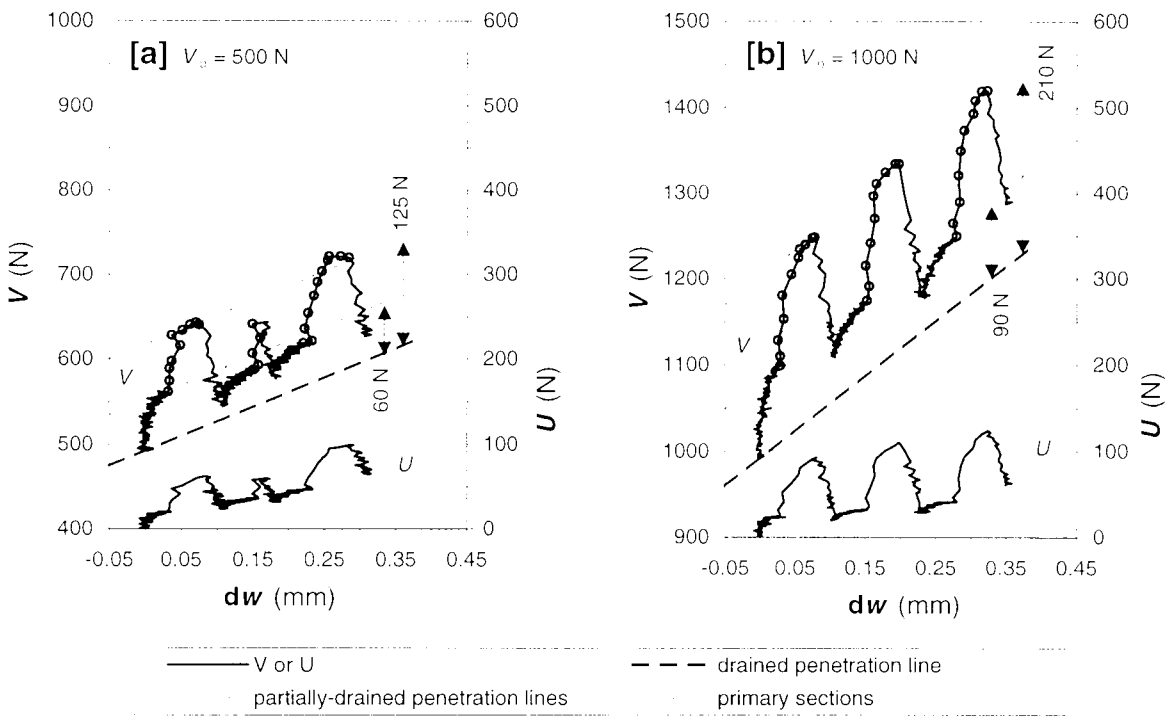 [a] V₀ = 500 N
1000
900
800
700
600
500
400
V (N)
600
500
400
300
200
100
0
U (N)
125 N
60 N
V
U
-0.05 0.05 0.15 0.25 0.35 0.45
dw (mm)
[b] V₀ = 1000 N
1500
1400
1300
1200
1100
1000
900
V (N)
600
500
400
300
200
100
0
U (N)
210 N
90 N
V
U
-0.05 0.05 0.15 0.25 0.35 0.45
dw (mm)
V or U
drained penetration line
partially-drained penetration lines
primary sections